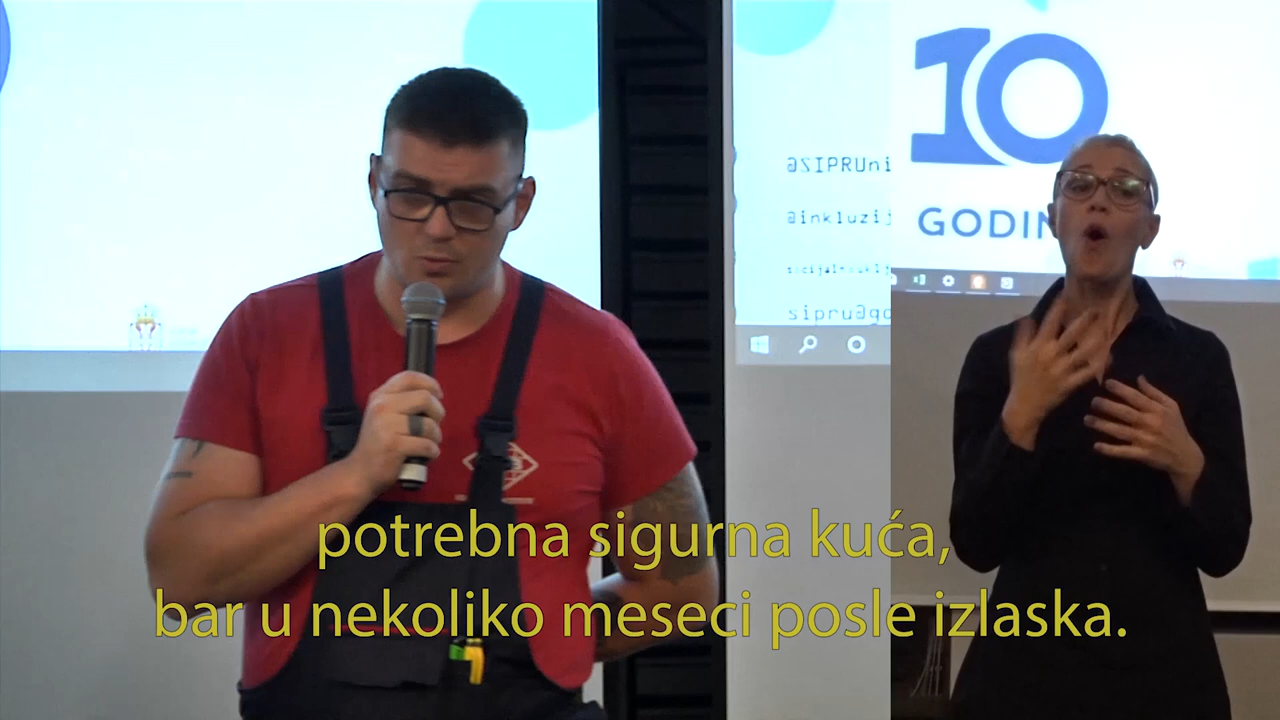 10
GODIN
@SIPRUni
@inkluzij
sipru@go
potrebna sigurna kuća,
bar u nekoliko meseci posle izlaska.